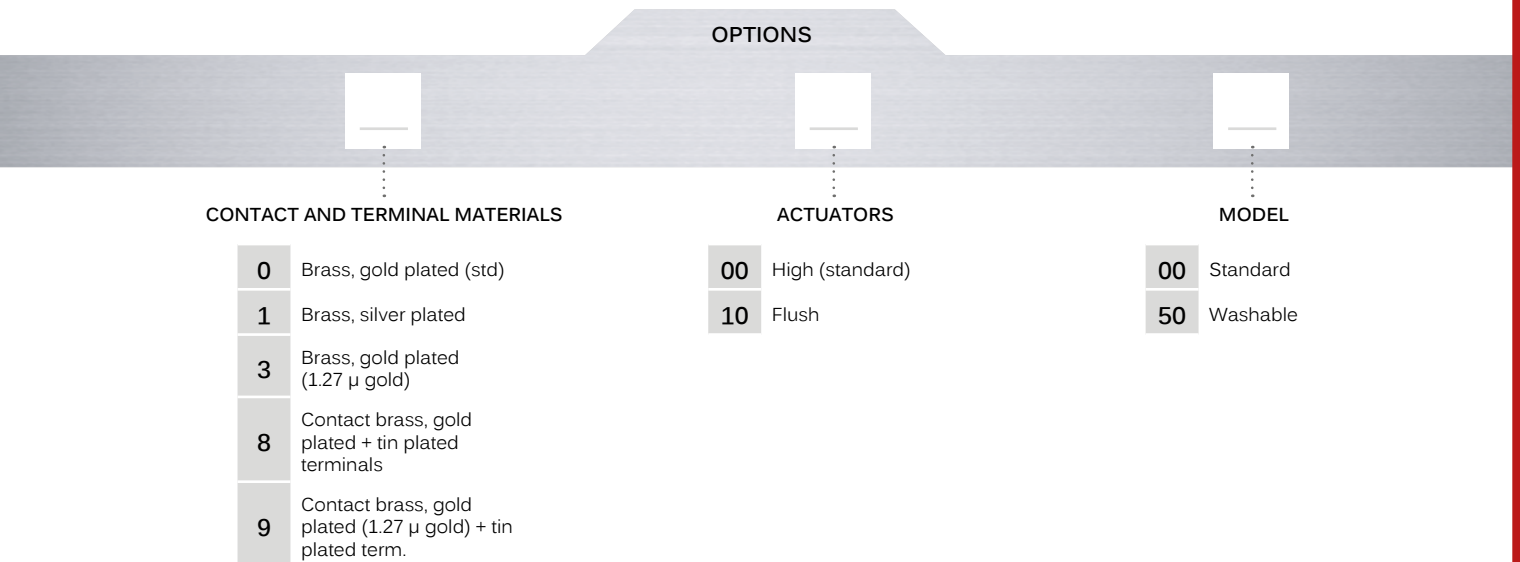 OPTIONS
CONTACT AND TERMINAL MATERIALS
0 Brass, gold plated (std)
1 Brass, silver plated
3 Brass, gold plated
(1.27 µ gold)
8 Contact brass, gold
plated + tin plated
terminals
9 Contact brass, gold
plated (1.27 µ gold) + tin
plated term.
ACTUATORS
00 High (standard)
10 Flush
MODEL
00 Standard
50 Washable